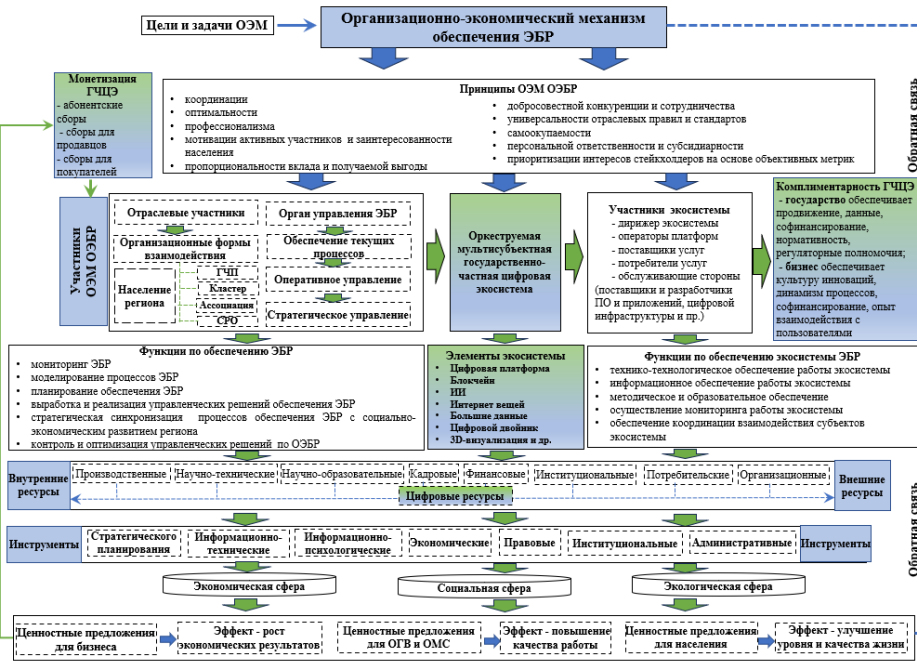 Цели и задачи ОЭМ
Организационно-экономический механизм
обеспечения ЭБР
Монетизация
ГЧЦЭ
- абонентские
сборы
- сборы для
продавцов
- сборы для
покупателей
Принципы ОЭМ ОЭБР
• координации
• оптимальности
• профессионализма
• мотивации активных участников и заинтересованности
населения
• пропорциональности вклада и получаемой выгоды
• добросовестной конкуренции и сотрудничества
• универсальности отраслевых правил и стандартов
• самоокупаемости
• персональной ответственности и субсидиарности
• приоритизации интересов стейкхолдеров на основе объективных метрик
Обратная связь
Участники
ОЭМ ОЭБР
Отраслевые участники
Организационные формы
взаимодействия
Население
региона
ГЧП
Кластер
Ассоциация
СРО
Орган управления ЭБР
Обеспечение текущих
процессов
Оперативное управление
Стратегическое управление
Оркеструемая
мультисубъектная
государственно-
частная цифровая
экосистема
Участники экосистемы
- дирижер экосистемы
- операторы платформ
- поставщики услуг
- потребители услуг
- обслуживающие стороны
(поставщики и разработчики
ПО и приложений, цифровой
инфраструктуры и пр.)
Комплиментарность ГЧЦЭ
- государство обеспечивает
продвижение, данные,
софинансирование,
нормативность,
регуляторные полномочия;
- бизнес обеспечивает
культуру инноваций,
динамизм процессов,
софинансирование, опыт
взаимодействия с
пользователями
Функции по обеспечению ЭБР
• мониторинг ЭБР
• моделирование процессов ЭБР
• планирование обеспечения ЭБР
• выработка и реализация управленческих решений обеспечения ЭБР
• стратегическая синхронизация процессов обеспечения ЭБР с социально-
экономическим развитием региона
• контроль и оптимизация управленческих решений по ОЭБР
Элементы экосистемы
• Цифровая платформа
• Блокчейн
• ИИ
• Интернет вещей
• Большие данные
• Цифровой двойник
• 3D-визуализация и др.
Функции по обеспечению экосистемы ЭБР
• технико-технологическое обеспечение работы экосистемы
• информационное обеспечение работы экосистемы
• методическое и образовательное обеспечение
• осуществление мониторинга работы экосистемы
• обеспечение координации взаимодействия субъектов
экосистемы
Внутренние
ресурсы
Производственные
Научно-технические
Научно-образовательные
Кадровые
Финансовые
Институциональные
Потребительские
Организационные
Цифровые ресурсы
Внешние
ресурсы
Обратная связь
Инструменты
Стратегического
планирования
Информационно-
технические
Информационно-
психологические
Экономические
Правовые
Институциональные
Административные
Инструменты
Экономическая сфера
Социальная сфера
Экологическая сфера
Ценностные предложения
для бизнеса
Эффект - рост
экономических результатов
Ценностные предложения
для ОГВ и ОМС
Эффект - повышение
качества работы
Ценностные предложения
для населения
Эффект - улучшение
уровня и качества жизни